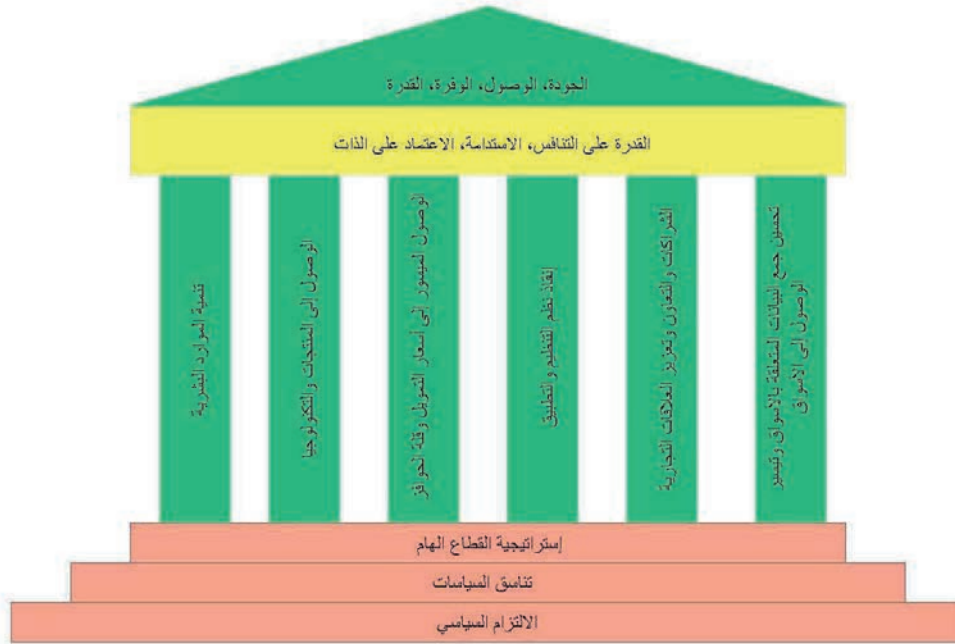 الجودة، الوصول، الوفرة، القدرة
القدرة على التنافس، الاستدامة، الاعتماد على الذات
تحسين جمع البيانات المتعلقة بالأسواق وتيسير
الوصول إلى الأسواق
الشراكات والتعاون وتعزيز العلاقات التجارية
إنفاذ نظم التنظيم والتطبيق
الوصول الميسور إلى أسعار التمويل وقلة الحوافز
الوصول إلى المنتجات والتكنولوجيا
تنمية الموارد البشرية
إستراتيجية القطاع الهام
تناسق السياسات
الالتزام السياسي